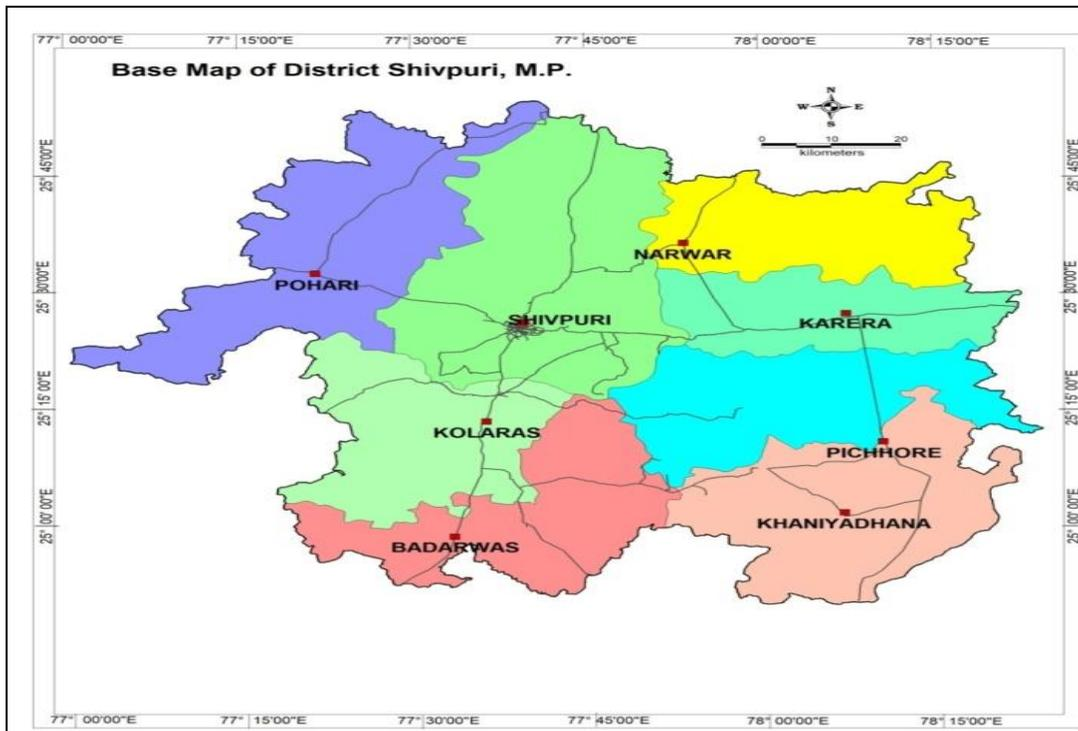 77° 00'00"E 77° 15'00"E 77° 30'00"E 77° 45'00"E 78° 00'00"E 78° 15'00"E
Base Map of District Shivpuri, M.P.
N
W E
S
0 10 20
kilometers
25° 45'00"E 25° 45'00"E
NARWAR
POHARI
25° 30'00"E 25° 30'00"E
SHIVPURI
KARERA
25° 15'00"E 25° 15'00"E
KOLARAS
PICHHORE
25° 00'00"E 25° 00'00"E
KHANIYADHANA
BADARWAS
77° 00'00"E 77° 15'00"E 77° 30'00"E 77° 45'00"E 78° 00'00"E 78° 15'00"E